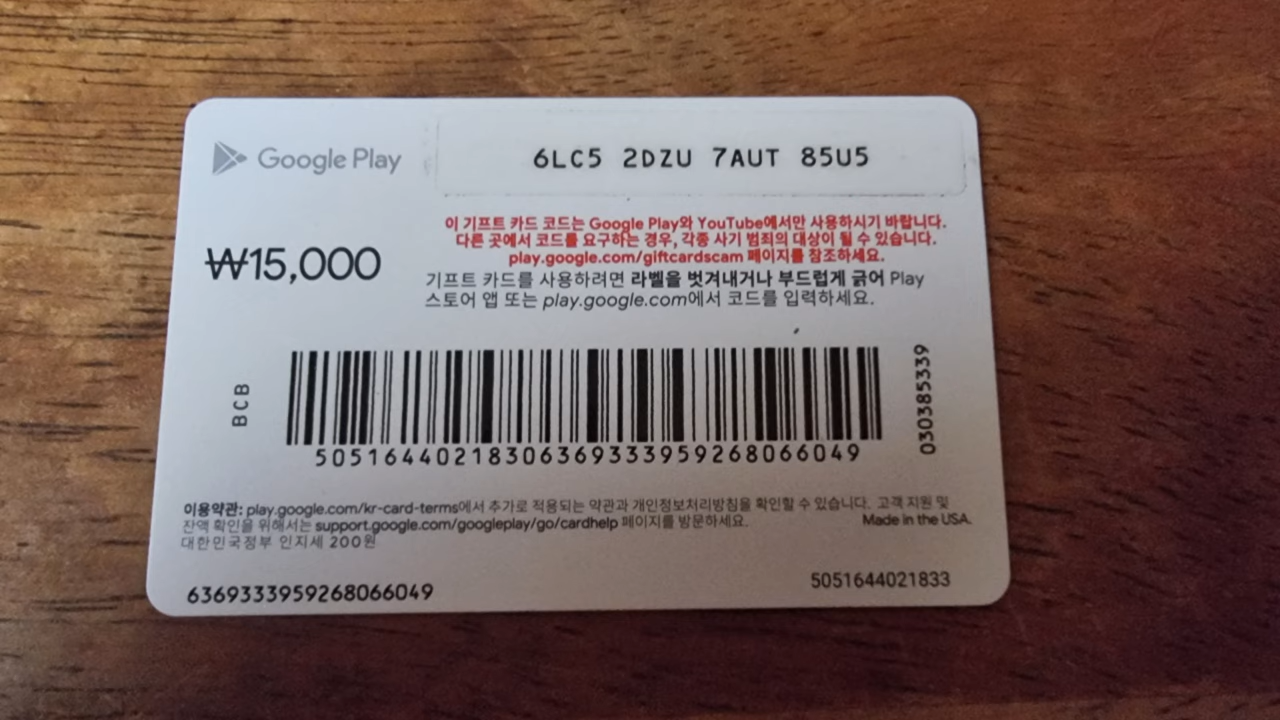 Google Play
6LC5 2DZU 7AUT 85U5
이 기프트 카드 코드는 Google Play와 YouTube에서만 사용하시기 바랍니다.
다른 곳에서 코드를 요구하는 경우, 각종 사기 범죄의 대상이 될 수 있습니다.
play.google.com/giftcardscam 페이지를 참조하세요.
₩15,000
기프트 카드를 사용하려면 라벨을 벗겨내거나 부드럽게 긁어 Play
스토어 앱 또는 play.google.com에서 코드를 입력하세요.
BCB
030385339
50516440218306369333959268066049
이용약관: play.google.com/kr-card-terms에서 추가로 적용되는 약관과 개인정보처리방침을 확인할 수 있습니다. 고객 지원 및
잔액 확인을 위해서는 support.google.com/googleplay/go/cardhelp 페이지를 방문하세요.
Made in the USA.
대한민국정부 인지세 200원
6369333959268066049
5051644021833